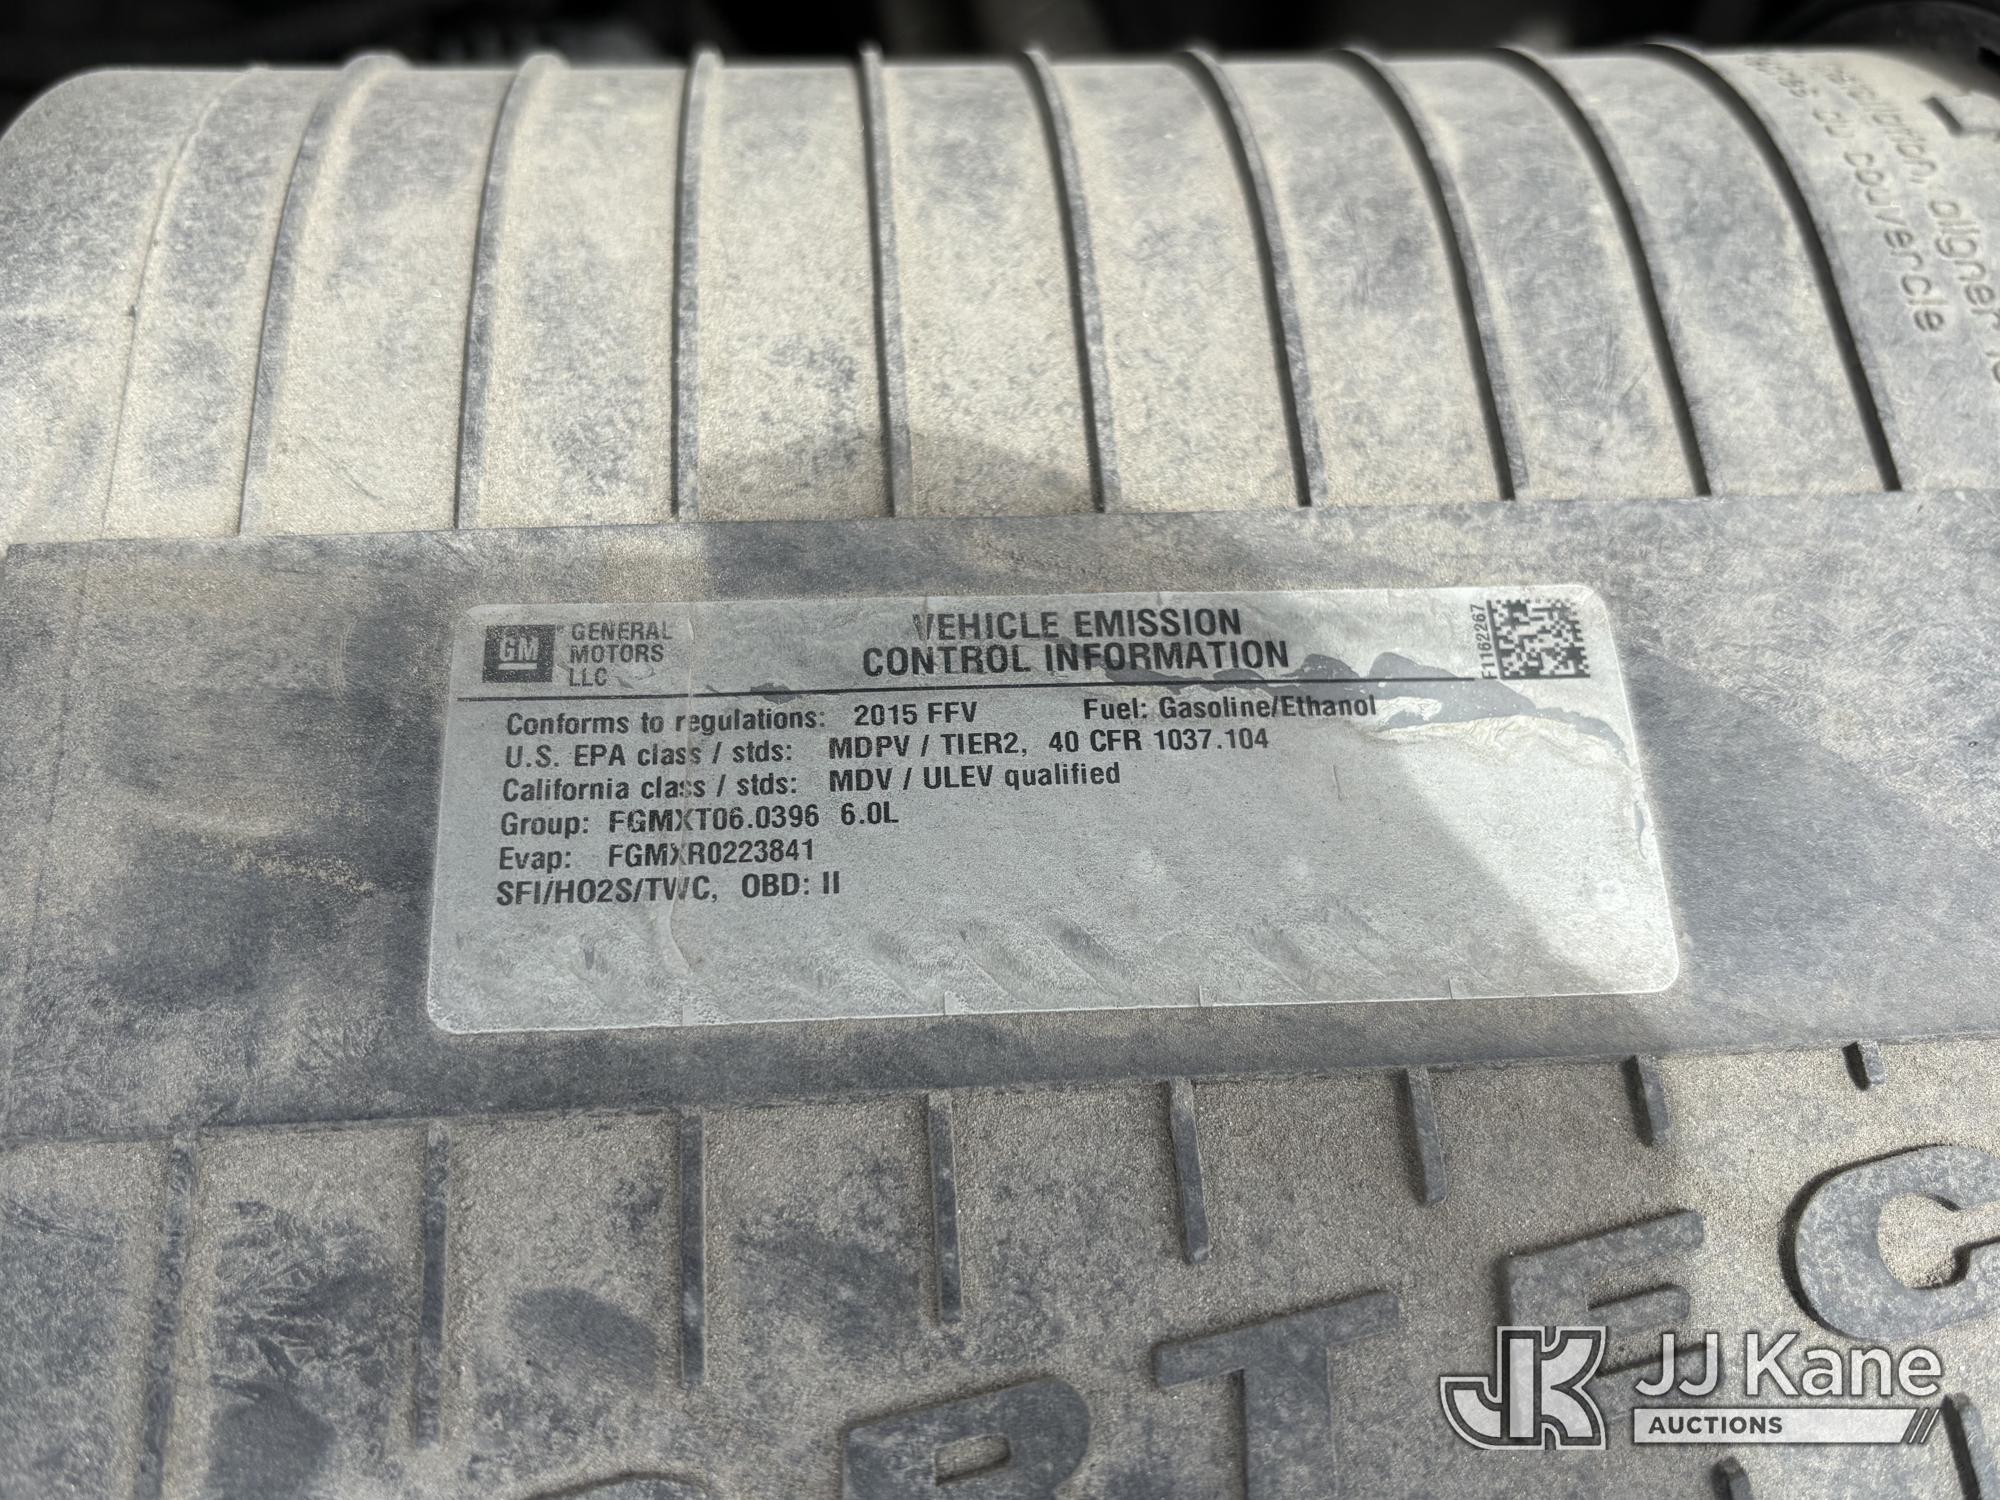 couvercle
GM
GENERAL
MOTORS
LLC
VEHICLE EMISSION
CONTROL INFORMATION
F1162267
Conforms to regulations: 2015 FFV Fuel: Gasoline/Ethanol
U.S. EPA class / stds: MDPV / TIER2, 40 CFR 1037.104
California class / stds: MDV / ULEV qualified
Group: FGMXT06.0396 6.0L
Evap: FGMXR0223841
SFI/HO2S/TWC, OBD: II
JK JJ Kane
AUCTIONS